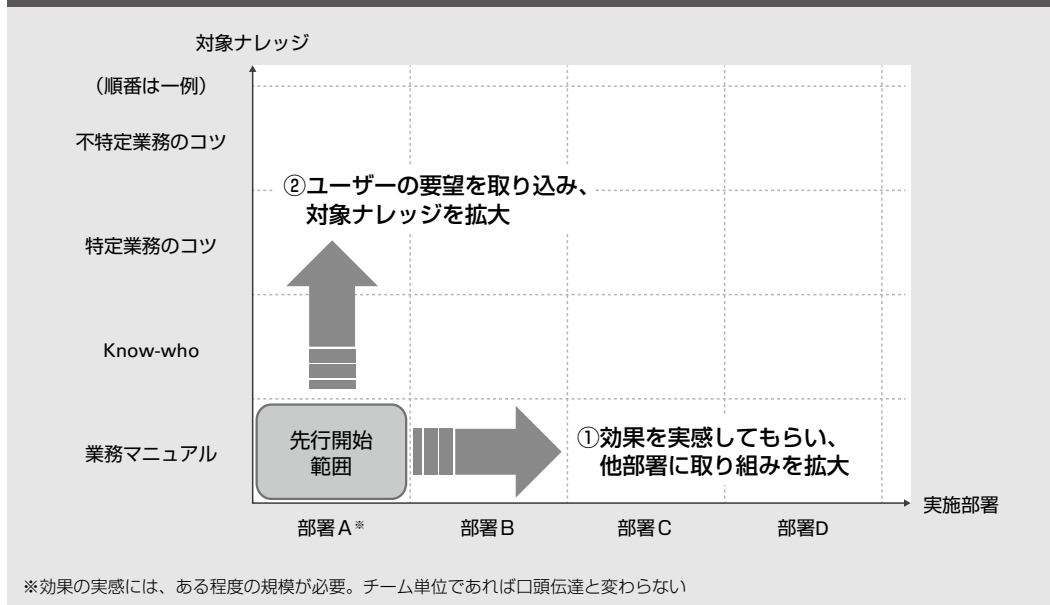 対象ナレッジ
（順番は一例）
不特定業務のコツ
②ユーザーの要望を取り込み、
対象ナレッジを拡大
特定業務のコツ
Know-who
業務マニュアル
先行開始
範囲
①効果を実感してもらい、
他部署に取り組みを拡大
実施部署
部署A※
部署B
部署C
部署D
※効果の実感には、ある程度の規模が必要。チーム単位であれば口頭伝達と変わらない